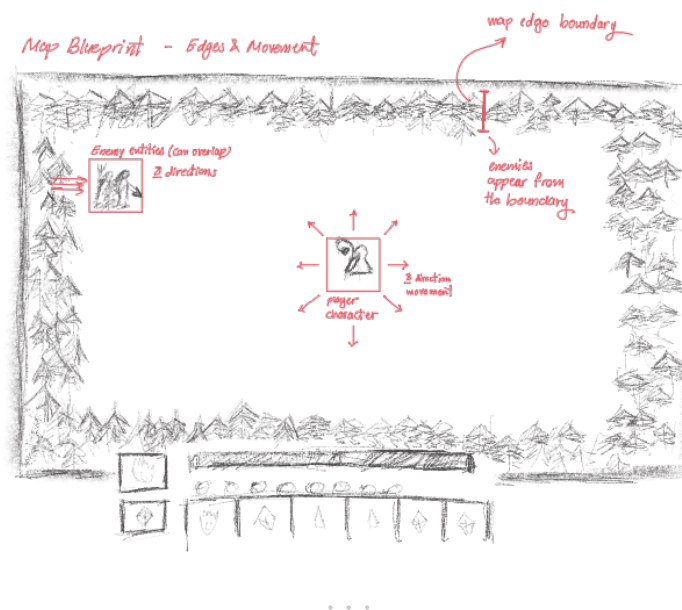 map edge boundary
Map Blueprint - Edges & Movement
Enemy entities (can overlap)
8 directions
enemies
appear from
the boundary
8 direction
movement
player
character